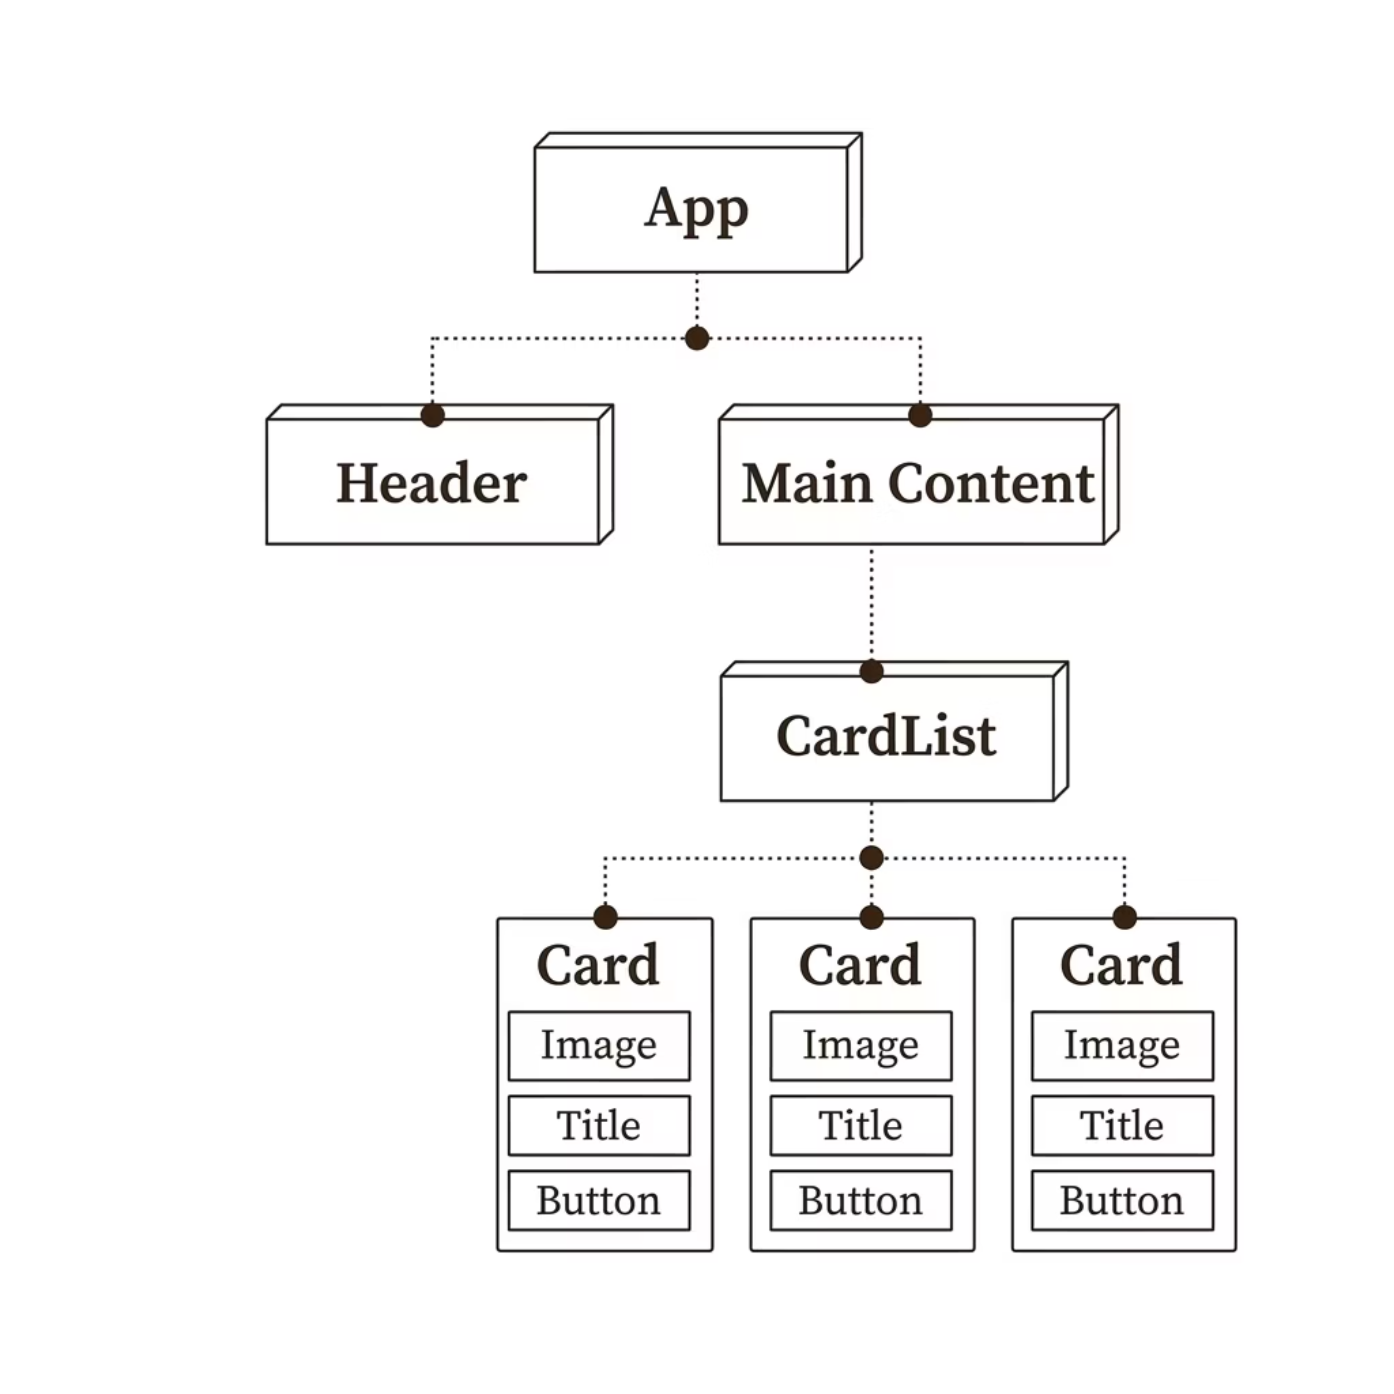 App
Header
Main Content
CardList
Card
Image
Title
Button
Card
Image
Title
Button
Card
Image
Title
Button